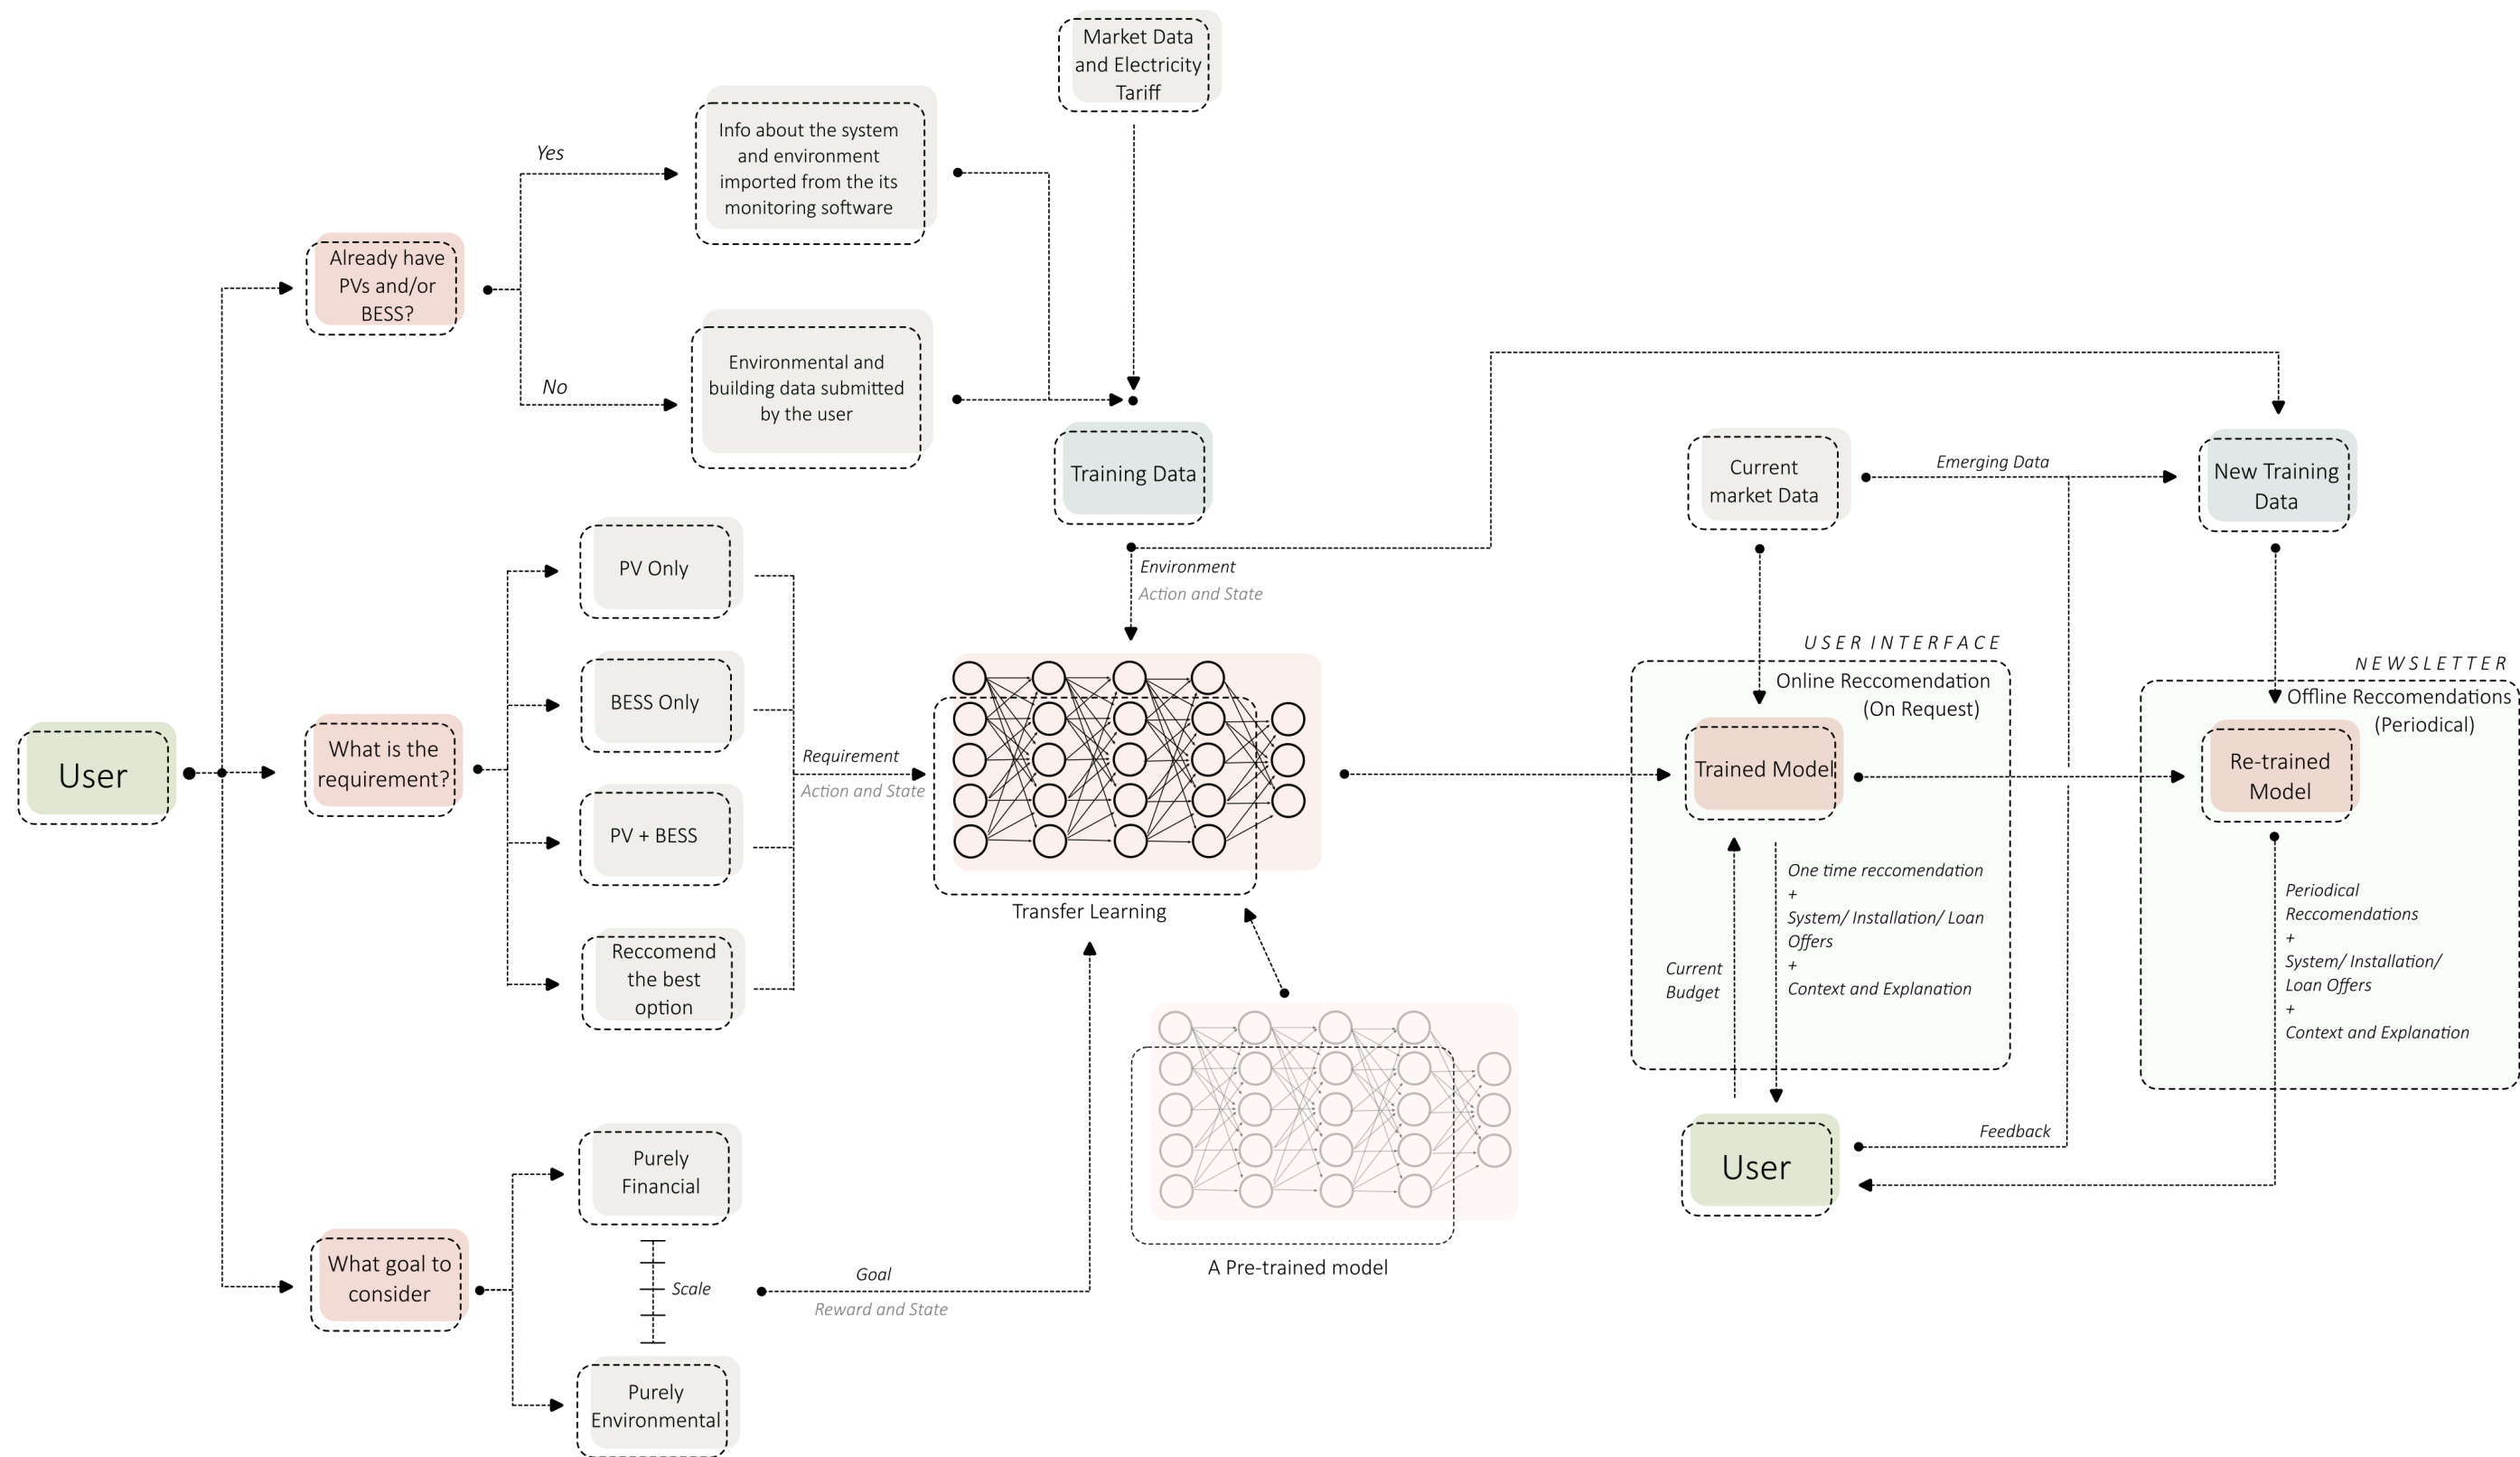 Market Data
and Electricity
Tariff
Info about the system
and environment
imported from the its
monitoring software
Yes
Already have
PVs and/or
BESS?
No
Environmental and
building data submitted
by the user
Training Data
Current
market Data
Emerging Data
New Training
Data
Environment
Action and State
PV Only
BESS Only
PV + BESS
Reccomend
the best
option
User
What is the
requirement?
Requirement
Action and State
Transfer Learning
USER INTERFACE
Online Reccomendation
(On Request)
Trained Model
NEWSLETTER
Offline Reccomendations
(Periodical)
Re-trained
Model
Current
Budget
One time reccomendation
+
System/ Installation/ Loan
Offers
+
Context and Explanation
Periodical
Reccomendations
+
System/ Installation/
Loan Offers
+
Context and Explanation
User
Feedback
A Pre-trained model
What goal to
consider
Purely
Financial
Scale
Purely
Environmental
Goal
Reward and State